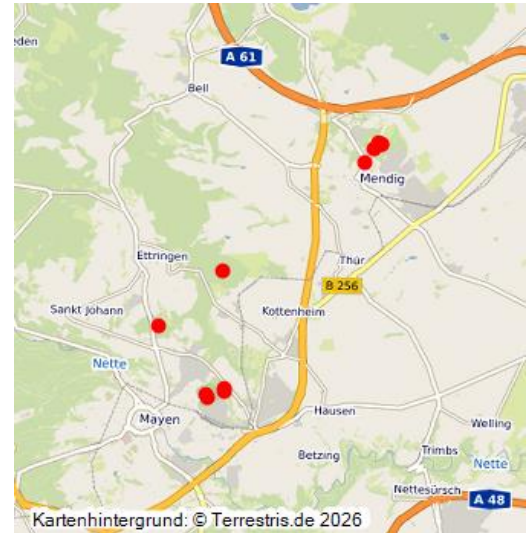 eden
A 61
Bell
Mendig
Ettringen
Thür
B 256
Sankt Johann
Kottenheim
Nette
Mayen
Hausen
Welling
Betzing
Trimbs
Nette
Nettesürsch
A 48
Kartenhintergrund: © Terrestris.de 2026